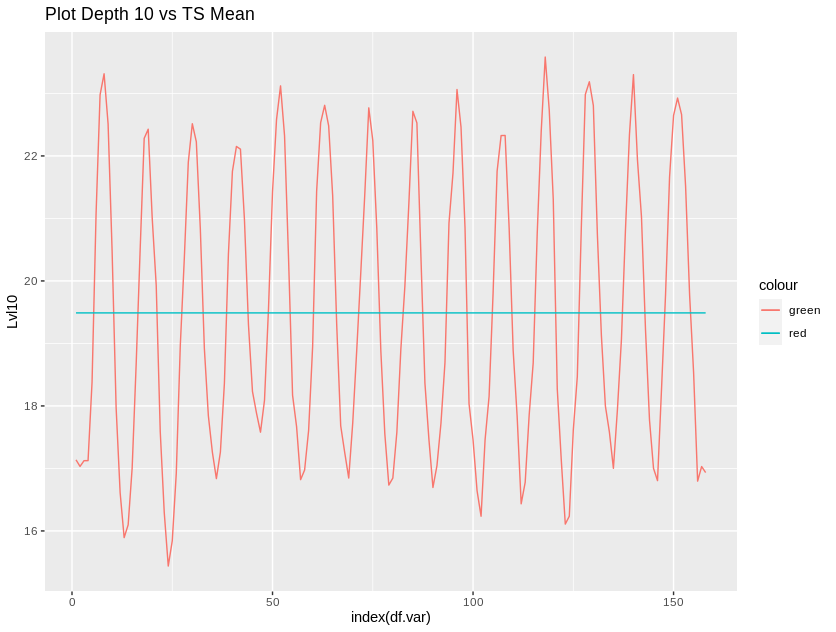 Plot Depth 10 vs TS Mean
Lvl10
22
20
18
16
0
50
100
150
index(df.var)
colour
green
red